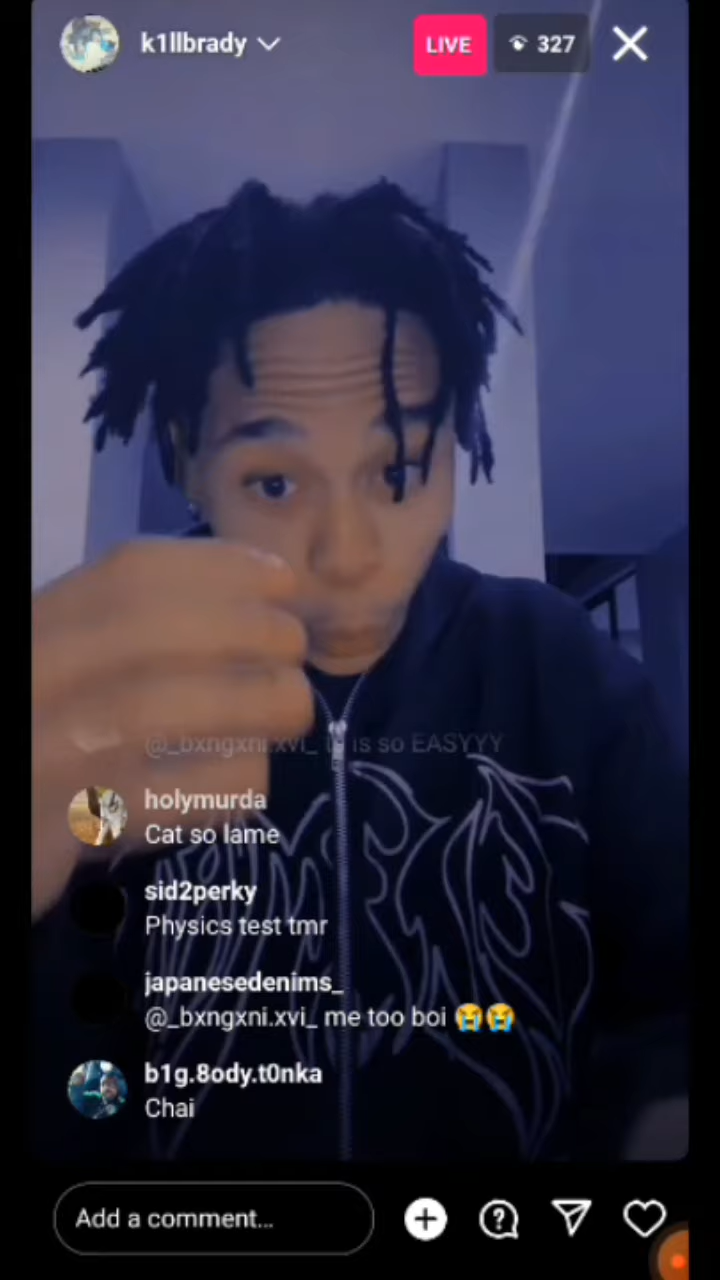 k1llbrady
LIVE
327
@_bxngxni.xvi_ is so EASYYY
holymurda
Cat so lame
sid2perky
Physics test tmr
japanesedenims_
@_bxngxni.xvi_ me too boi 😭😭
b1g.8ody.t0nka
Chai
Add a comment...